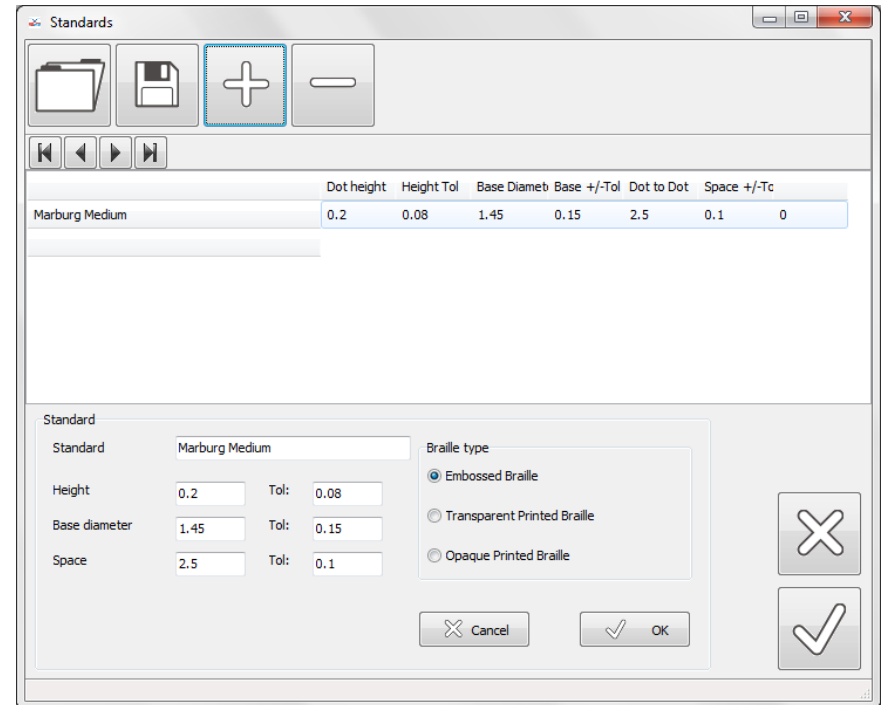 Standards
Dot height Height Tol Base Diamet Base +/-Tol Dot to Dot Space +/-Tc
Marburg Medium 0.2 0.08 1.45 0.15 2.5 0.1 0
Standard
Standard Marburg Medium
Braille type
Embossed Braille
Height 0.2 Tol: 0.08
Transparent Printed Braille
Base diameter 1.45 Tol: 0.15
Opaque Printed Braille
Space 2.5 Tol: 0.1
Cancel OK